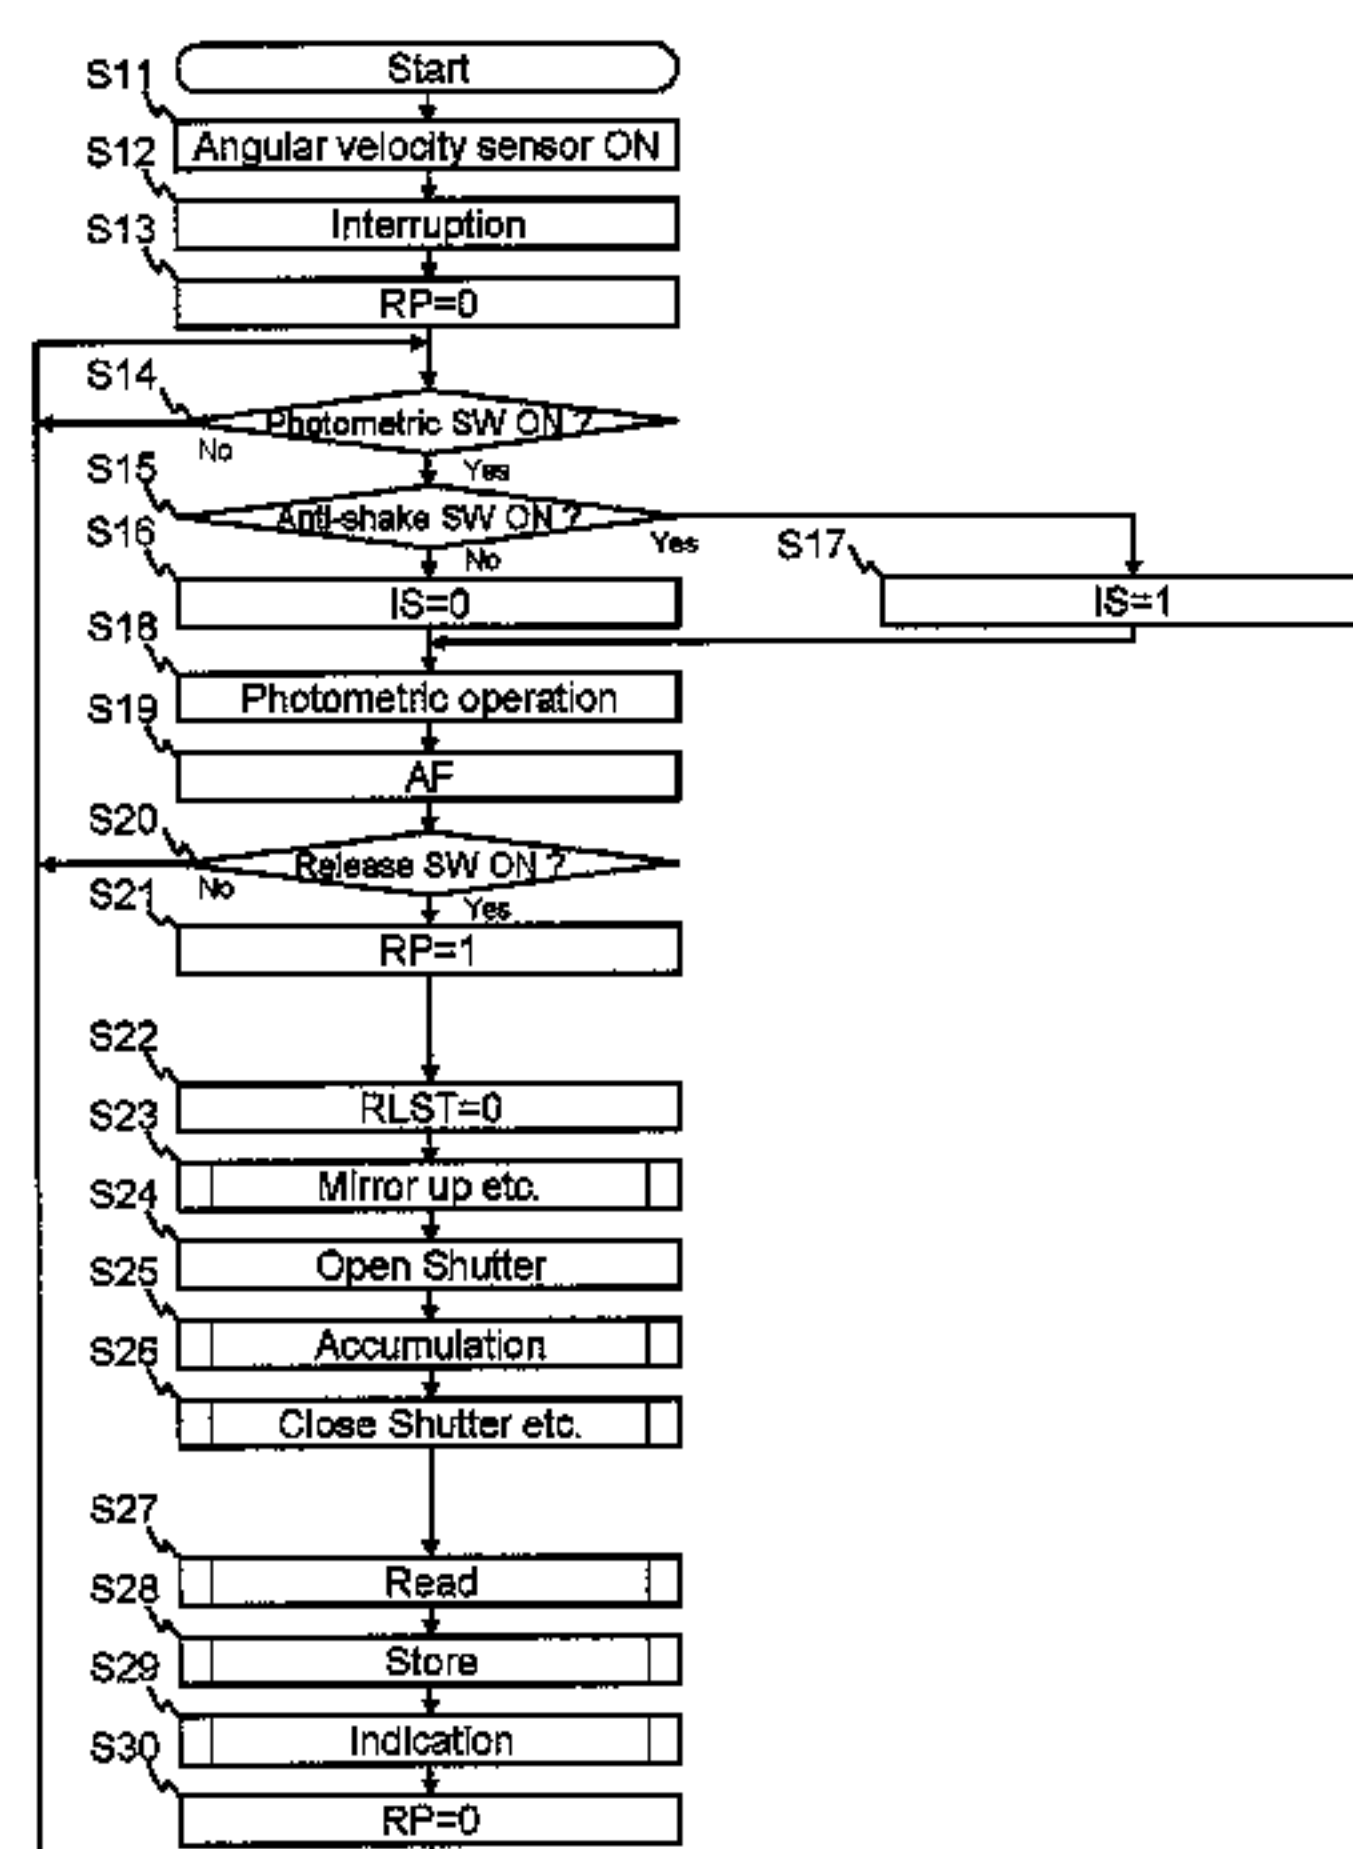 Start
S11
Angular velocity sensor ON
S12
Interruption
S13
RP=0
S14
Photometric SW ON ?
No
Yes
S15
Anti-shake SW ON ?
Yes
No
S16
IS=0
S17
IS=1
S18
Photometric operation
S19
AF
S20
Release SW ON ?
No
Yes
S21
RP=1
S22
RLST=0
S23
Mirror up etc.
S24
Open Shutter
S25
Accumulation
S26
Close Shutter etc.
S27
Read
S28
Store
S29
Indication
S30
RP=0